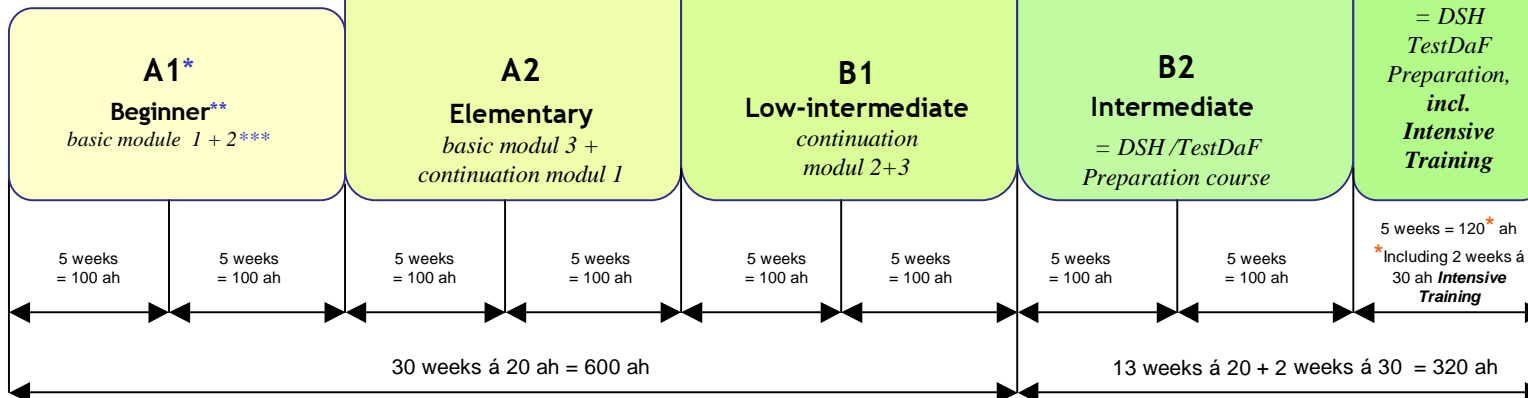 A1*
Beginner**
basic module 1 + 2***
A2
Elementary
basic modul 3 +
continuation modul 1
B1
Low-intermediate
continuation
modul 2+3
B2
Intermediate
= DSH /TestDaF
Preparation course
= DSH
TestDaF
Preparation,
incl.
Intensive
Training
5 weeks
= 100 ah
5 weeks
= 100 ah
5 weeks
= 100 ah
5 weeks
= 100 ah
5 weeks
= 100 ah
5 weeks
= 100 ah
5 weeks
= 100 ah
5 weeks
= 100 ah
5 weeks = 120* ah
*Including 2 weeks á
30 ah Intensive
Training
30 weeks á 20 ah = 600 ah
13 weeks á 20 + 2 weeks á 30 = 320 ah